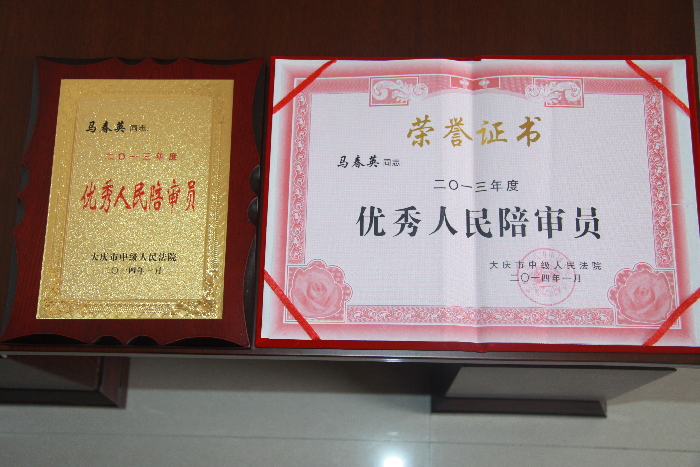 马春英 同志
二〇一三年度
优秀人民陪审员
大庆市中级人民法院
二〇一四年一月
荣誉证书
马春英 同志
二〇一三年度
优秀人民陪审员
大庆市中级人民法院
二〇一四年一月